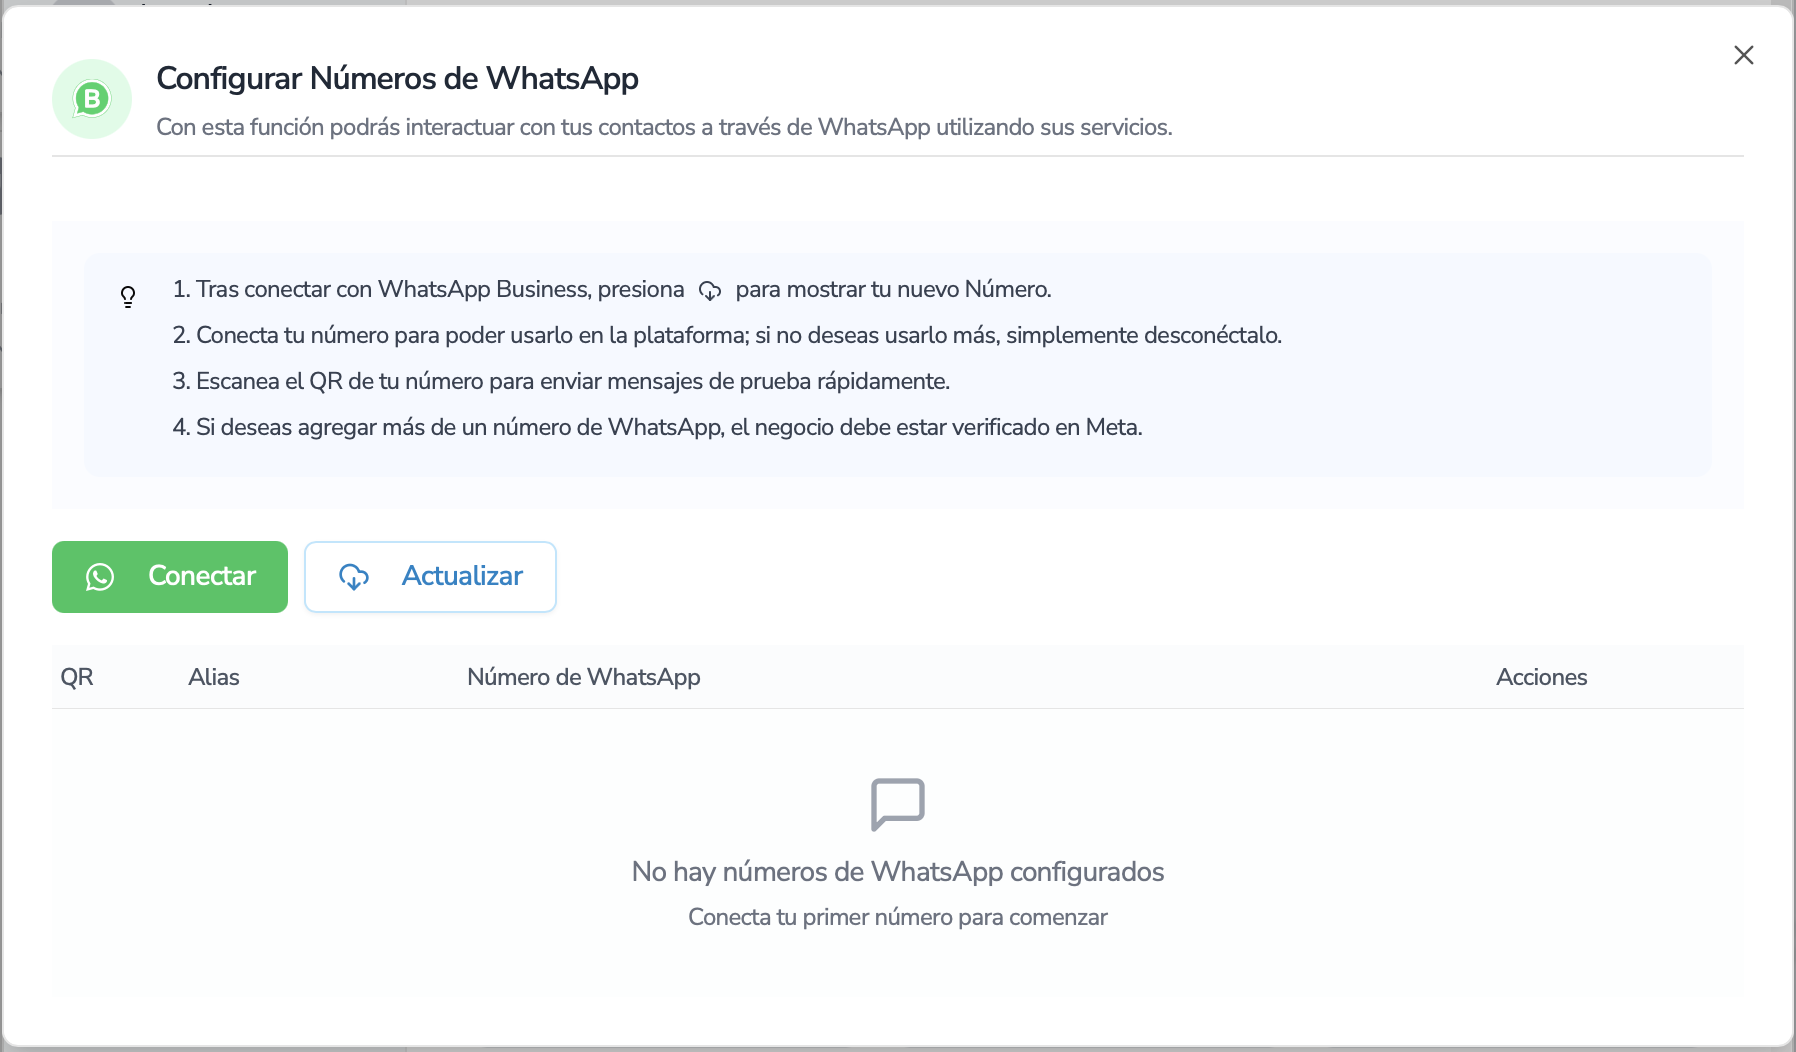 Configurar Números de WhatsApp
Con esta función podrás interactuar con tus contactos a través de WhatsApp utilizando sus servicios.
1. Tras conectar con WhatsApp Business, presiona para mostrar tu nuevo Número.
2. Conecta tu número para poder usarlo en la plataforma; si no deseas usarlo más, simplemente desconéctalo.
3. Escanea el QR de tu número para enviar mensajes de prueba rápidamente.
4. Si deseas agregar más de un número de WhatsApp, el negocio debe estar verificado en Meta.
Conectar
Actualizar
QR Alias Número de WhatsApp Acciones
No hay números de WhatsApp configurados
Conecta tu primer número para comenzar